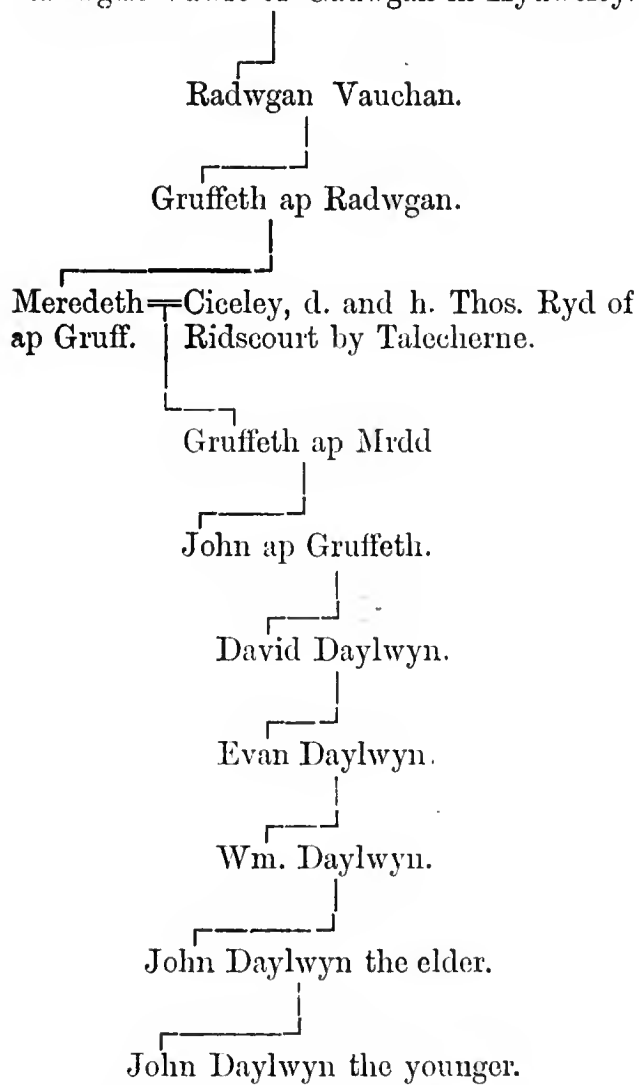 Radwgan Vauchan.
Gruffeth ap Radwgan.
Meredeth=Ciceley, d. and h. Thos. Ryd of
ap Gruff. Ridscourt by Talecherne.
Gruffeth ap Mrdd
John ap Gruffeth.
David Daylwyn.
Evan Daylwyn.
Wm. Daylwyn.
John Daylwyn the elder.
John Daylwyn the younger.